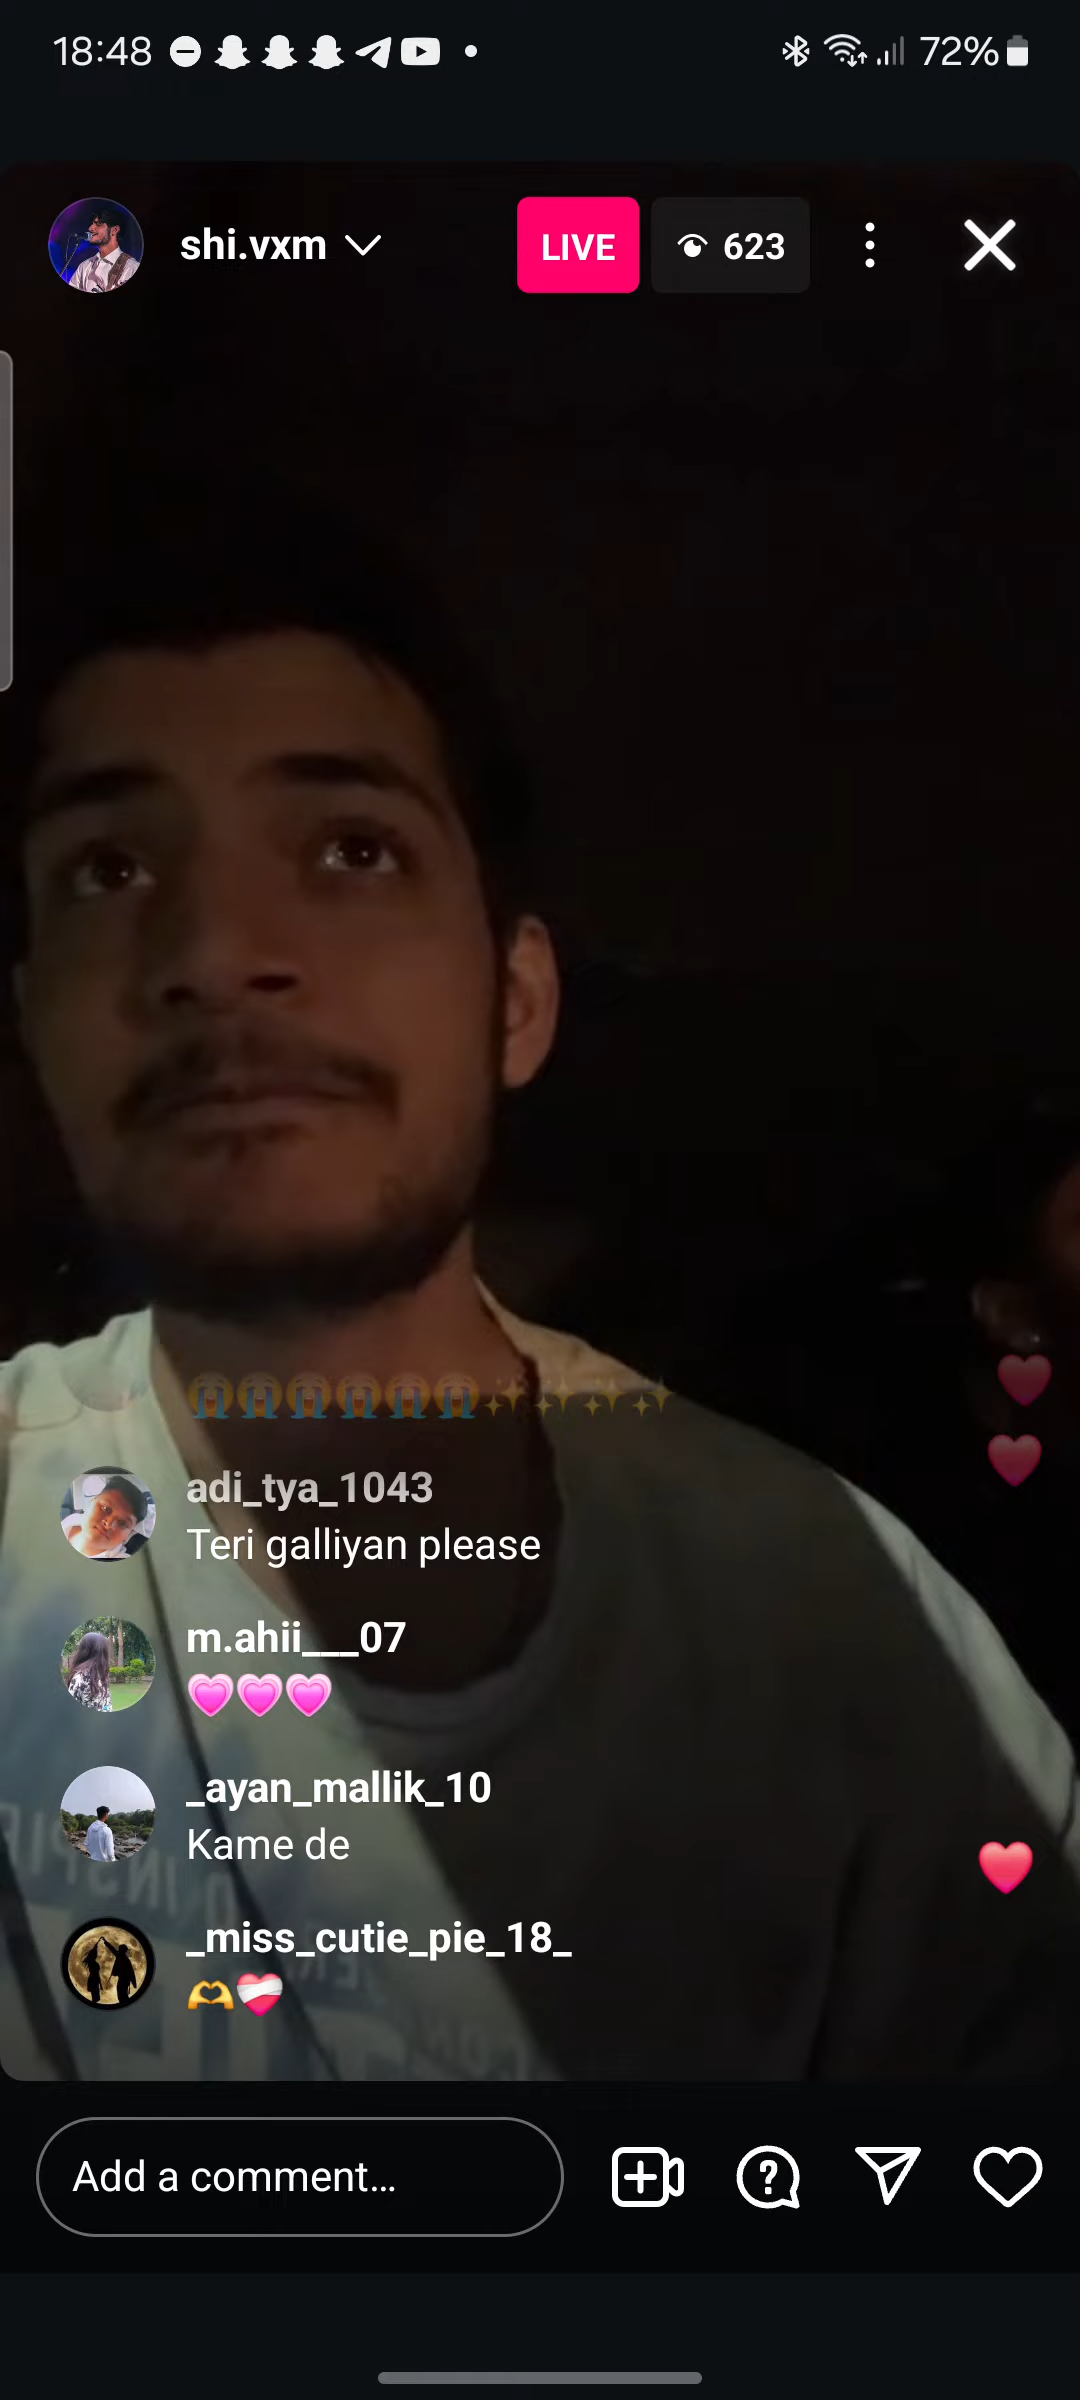 18:48
72%
shi.vxm
LIVE
623
😭😭😭😭😭😭✨✨✨✨
adi_tya_1043
Teri galliyan please
m.ahii___07
💗💗💗
_ayan_mallik_10
Kame de
_miss_cutie_pie_18_
🫶❤️‍🩹
Add a comment...